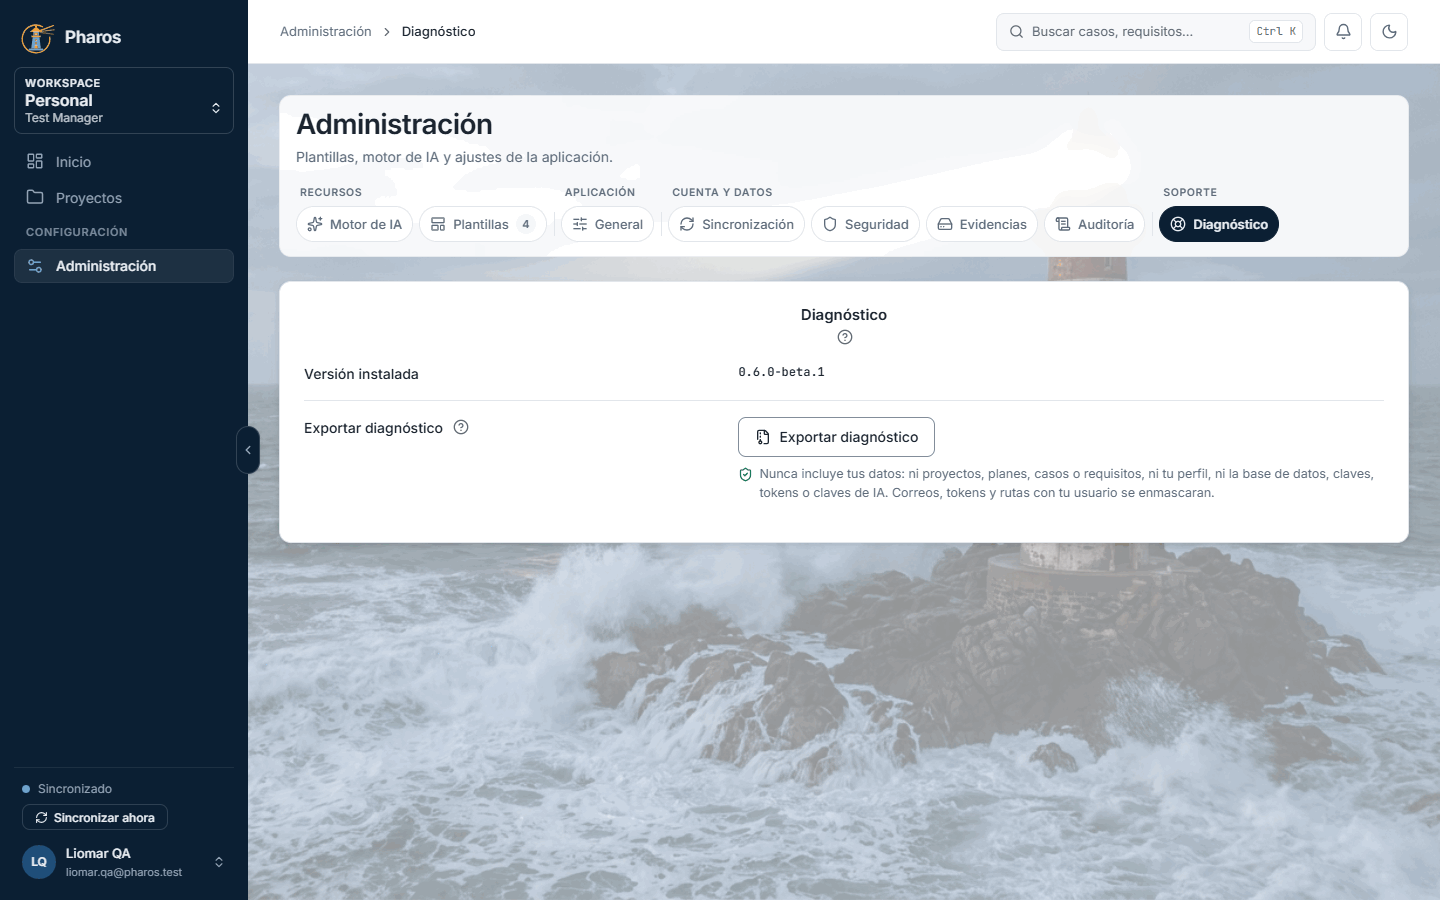 Pharos
WORKSPACE
Personal
Test Manager
Inicio
Proyectos
CONFIGURACIÓN
Administración
Sincronizado
Sincronizar ahora
LQ
Liomar QA
liomar.qa@pharos.test
Administración > Diagnóstico
Buscar casos, requisitos...
Ctrl K
Administración
Plantillas, motor de IA y ajustes de la aplicación.
RECURSOS
Motor de IA
Plantillas 4
APLICACIÓN
General
CUENTA Y DATOS
Sincronización
Seguridad
Evidencias
Auditoría
SOPORTE
Diagnóstico
Diagnóstico
Versión instalada
0.6.0-beta.1
Exportar diagnóstico
Exportar diagnóstico
Nunca incluye tus datos: ni proyectos, planes, casos o requisitos, ni tu perfil, ni la base de datos, claves,
tokens o claves de IA. Correos, tokens y rutas con tu usuario se enmascaran.